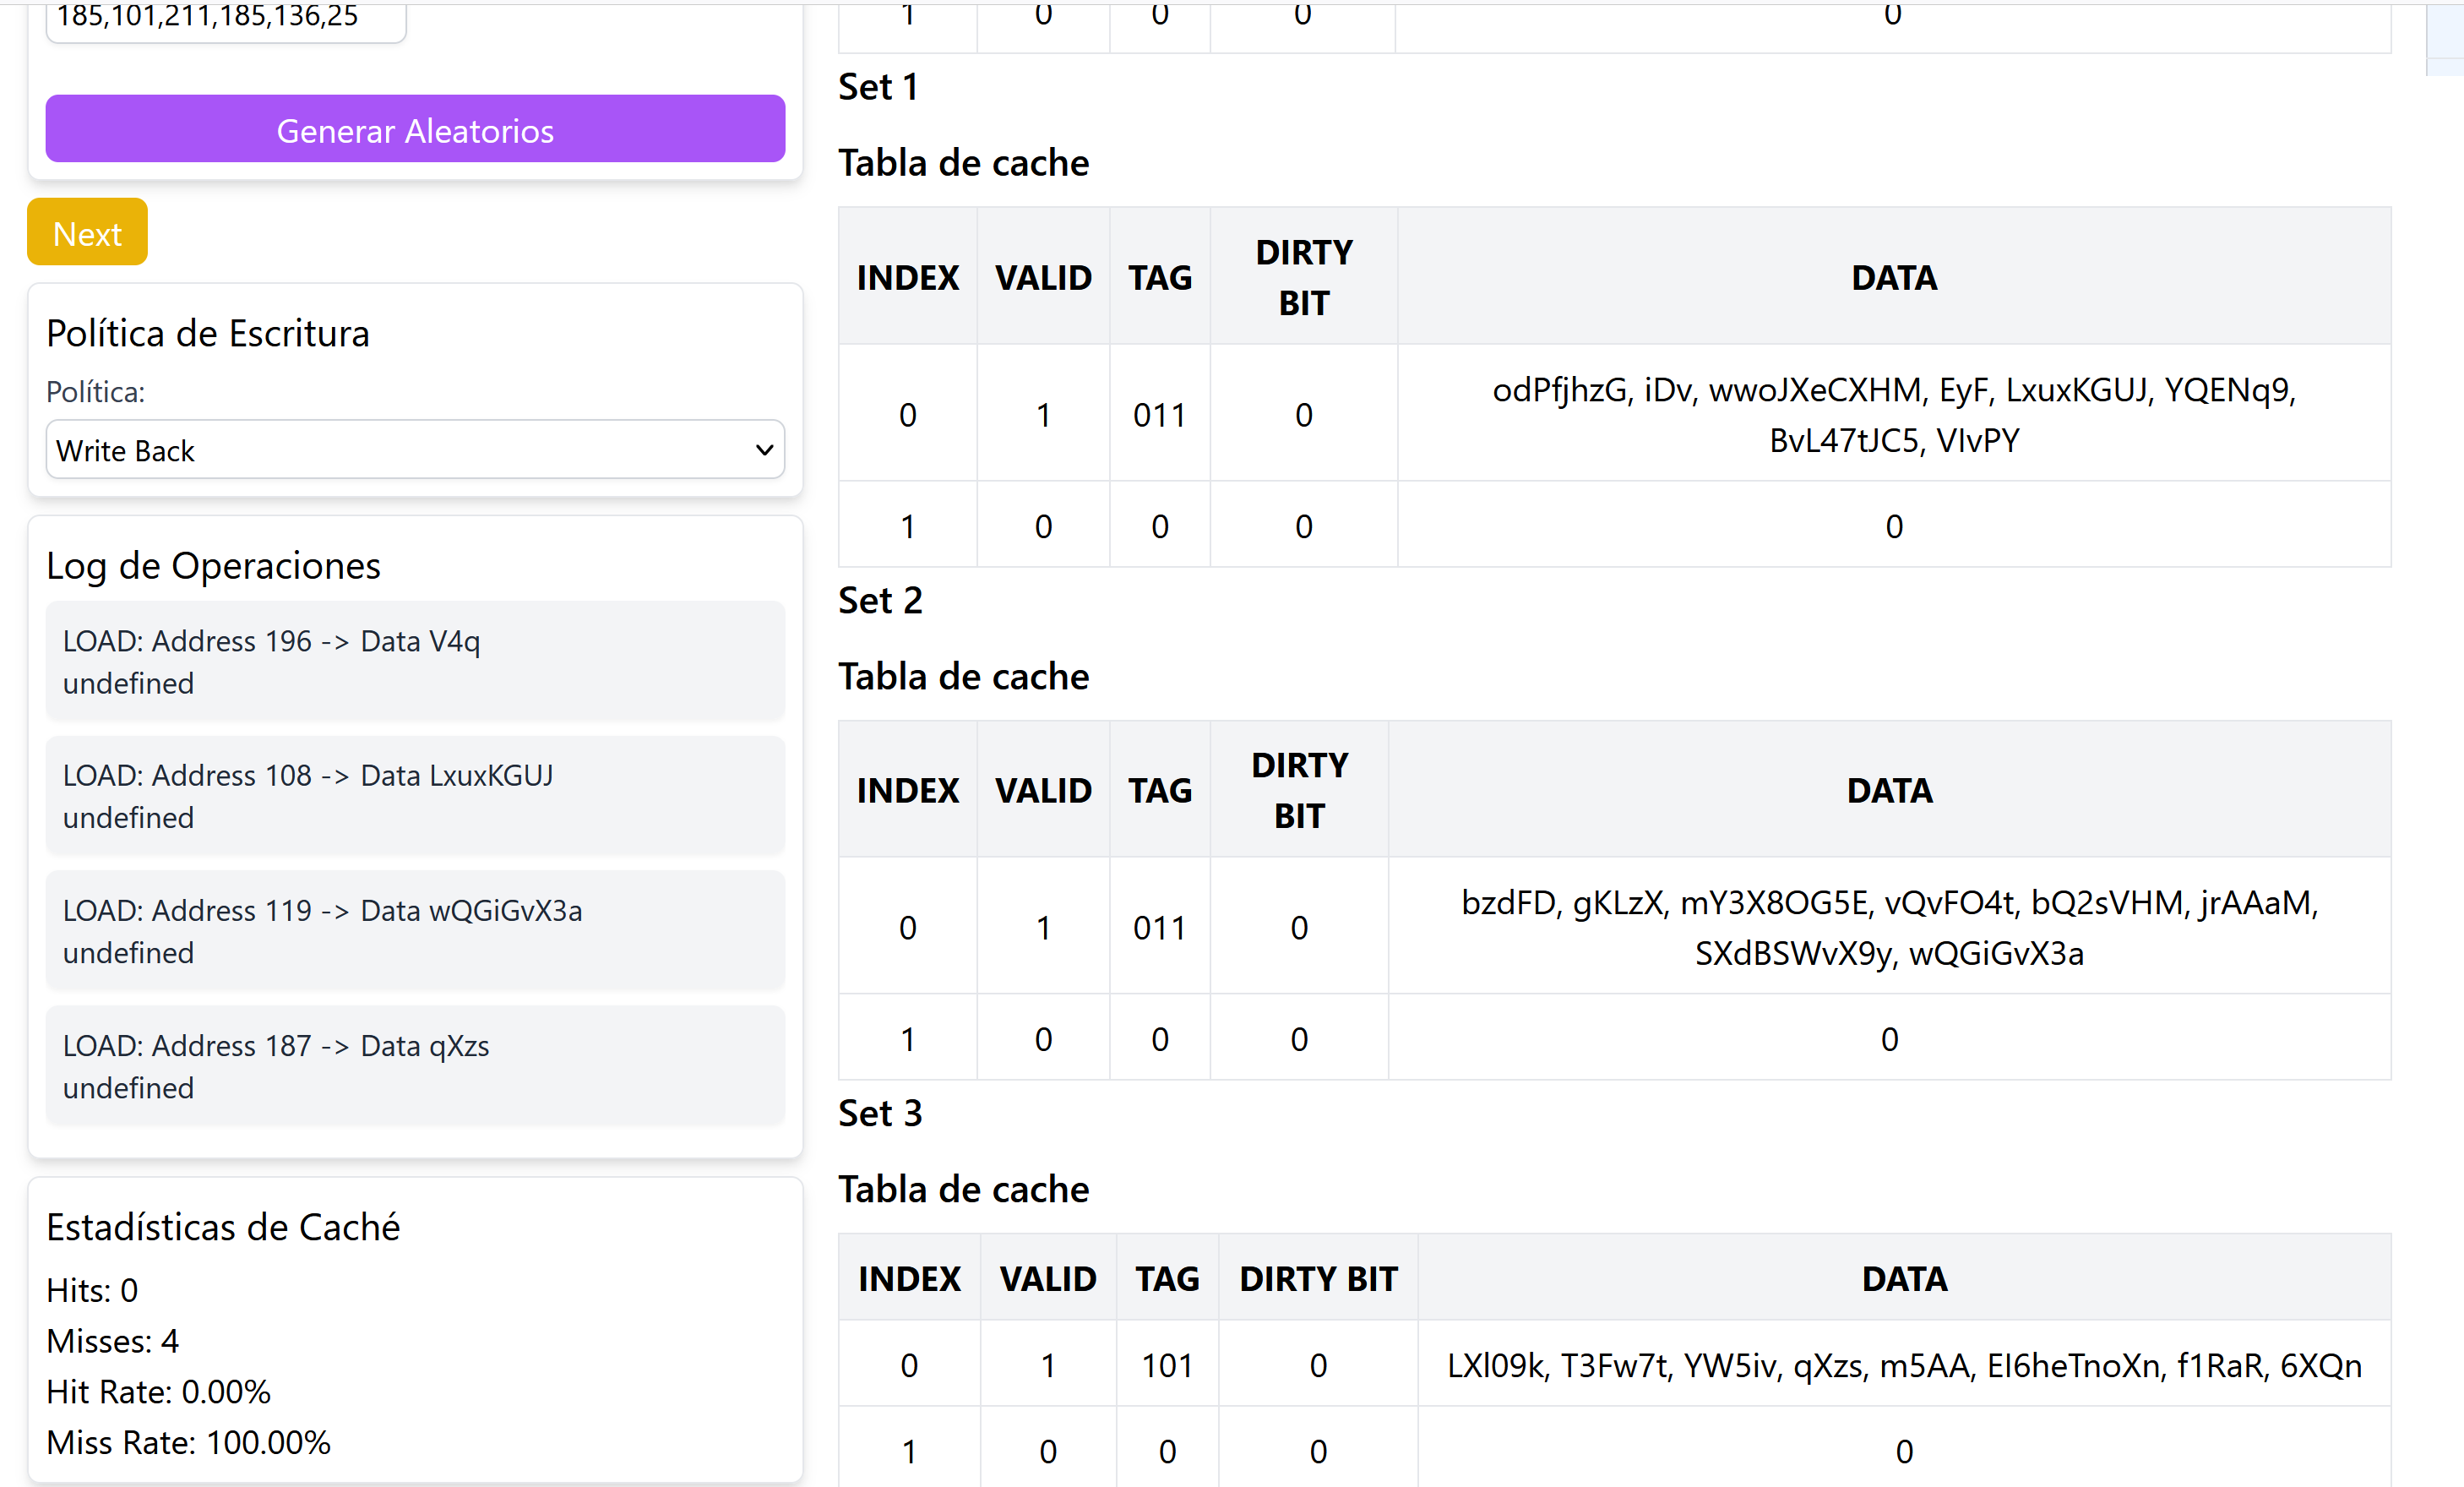 185,101,211,185,136,25
Generar Aleatorios
Next
Política de Escritura
Política:
Write Back
Log de Operaciones
LOAD: Address 196 -> Data V4q
undefined
LOAD: Address 108 -> Data LxuxKGUJ
undefined
LOAD: Address 119 -> Data wQGiGvX3a
undefined
LOAD: Address 187 -> Data qXzs
undefined
Estadísticas de Caché
Hits: 0
Misses: 4
Hit Rate: 0.00%
Miss Rate: 100.00%
1 0 0 0 0
Set 1
Tabla de cache
INDEX VALID TAG DIRTY BIT DATA
0 1 011 0 odPfjhzG, iDv, wwoJXeCXHM, EyF, LxuxKGUJ, YQENq9,
BvL47tJC5, VIvPY
1 0 0 0 0
Set 2
Tabla de cache
INDEX VALID TAG DIRTY BIT DATA
0 1 011 0 bzdFD, gKLzX, mY3X8OG5E, vQvFO4t, bQ2sVHM, jrAAaM,
SXdBSWvX9y, wQGiGvX3a
1 0 0 0 0
Set 3
Tabla de cache
INDEX VALID TAG DIRTY BIT DATA
0 1 101 0 LXl09k, T3Fw7t, YW5iv, qXzs, m5AA, EI6heTnoXn, f1RaR, 6XQn
1 0 0 0 0